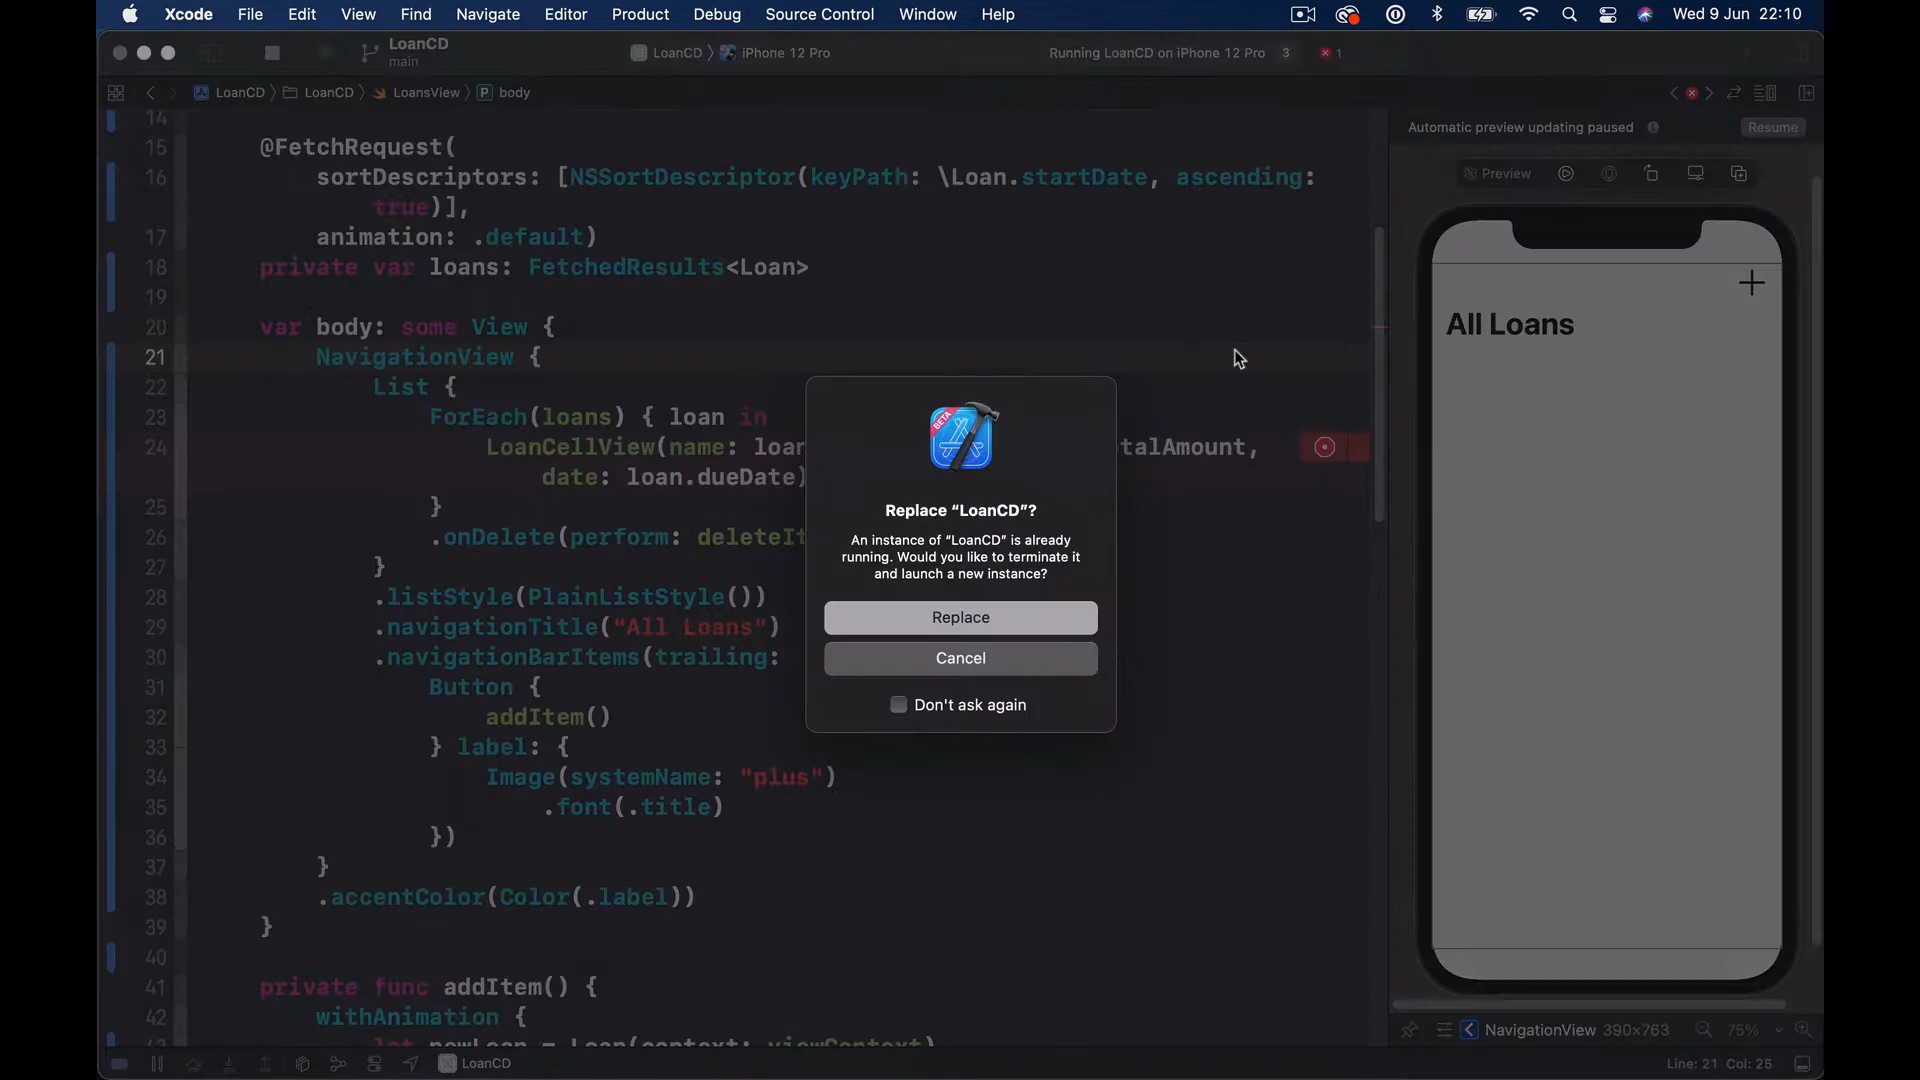 Xcode File Edit View Find Navigate Editor Product Debug Source Control Window Help Wed 9 Jun 22:10
LoanCD
main
LoanCD iPhone 12 Pro
Running LoanCD on iPhone 12 Pro 3 1
LoanCD LoanCD LoansView P body
Automatic preview updating paused Resume
Preview
14
15 @FetchRequest(
16 sortDescriptors: [NSSortDescriptor(keyPath: \Loan.startDate, ascending:
true)],
17 animation: .default)
18 private var loans: FetchedResults<Loan>
19
20 var body: some View {
21 NavigationView {
22 List {
23 ForEach(loans) { loan in
24 LoanCellView(name: loan talAmount,
date: loan.dueDate)
25 }
26 .onDelete(perform: deleteIt
27 }
28 .listStyle(PlainListStyle())
29 .navigationTitle("All Loans")
30 .navigationBarItems(trailing:
31 Button {
32 addItem()
33 } label: {
34 Image(systemName: "plus")
35 .font(.title)
36 })
37 }
38 .accentColor(Color(.label))
39 }
40
41 private func addItem() {
42 withAnimation {
let newLoan = Loan(context: viewContext)
All Loans
BETA
Replace “LoanCD”?
An instance of “LoanCD” is already
running. Would you like to terminate it
and launch a new instance?
Replace
Cancel
Don't ask again
NavigationView 390×763 75%
LoanCD
Line: 21 Col: 25